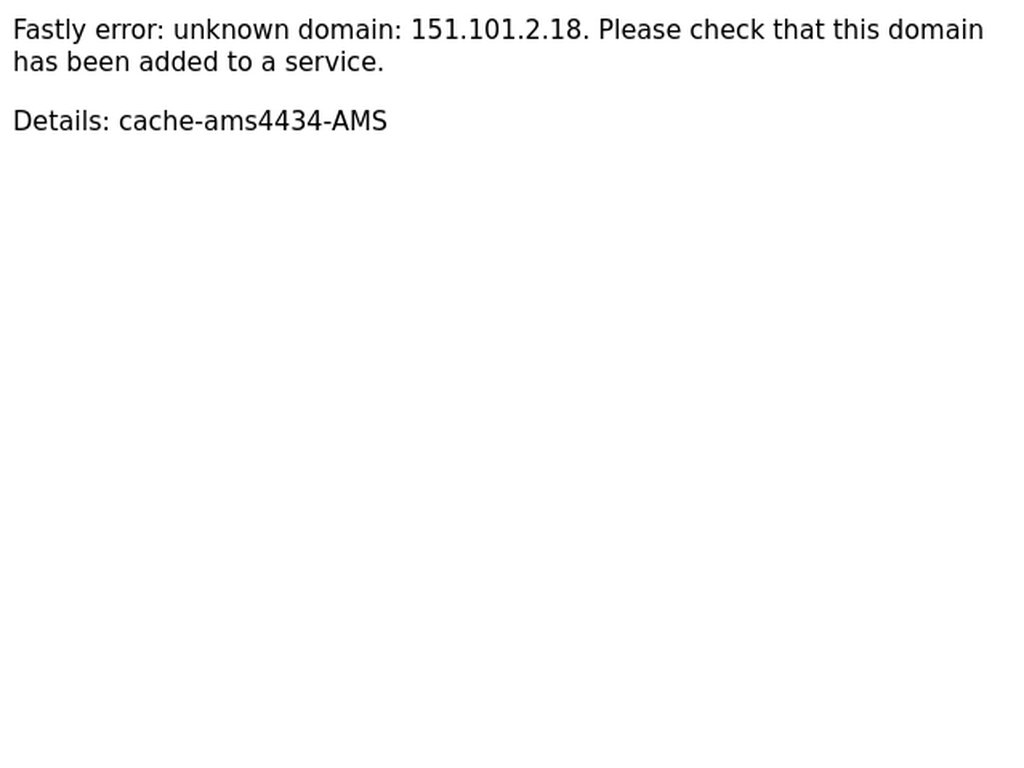 Fastly error: unknown domain: 151.101.2.18. Please check that this domain
has been added to a service.
Details: cache-ams4434-AMS